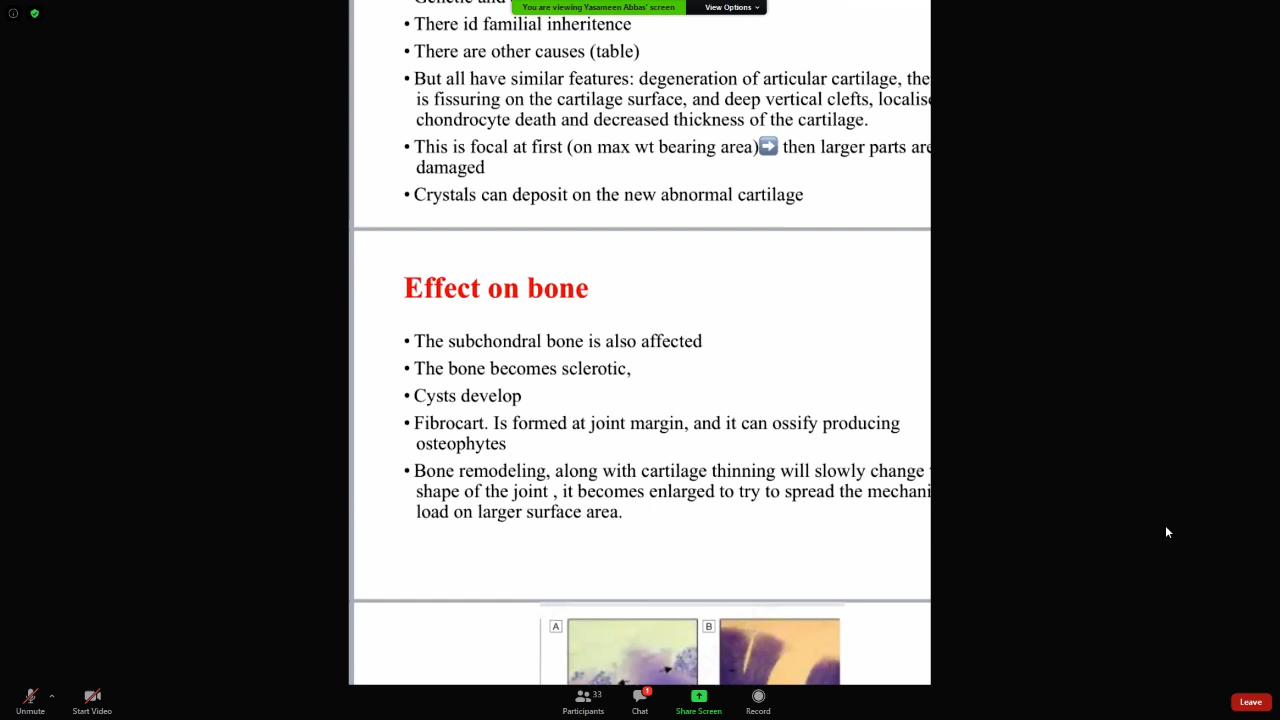 You are viewing Yasameen Abbas' screen
View Options
• There id familial inheritence
• There are other causes (table)
• But all have similar features: degeneration of articular cartilage, the
is fissuring on the cartilage surface, and deep vertical clefts, localise
chondrocyte death and decreased thickness of the cartilage.
• This is focal at first (on max wt bearing area)➡ then larger parts are
damaged
• Crystals can deposit on the new abnormal cartilage
Effect on bone
• The subchondral bone is also affected
• The bone becomes sclerotic,
• Cysts develop
• Fibrocart. Is formed at joint margin, and it can ossify producing
osteophytes
• Bone remodeling, along with cartilage thinning will slowly change
shape of the joint , it becomes enlarged to try to spread the mechani
load on larger surface area.
A B
33 1
Unmute Start Video Participants Chat Share Screen Record Leave